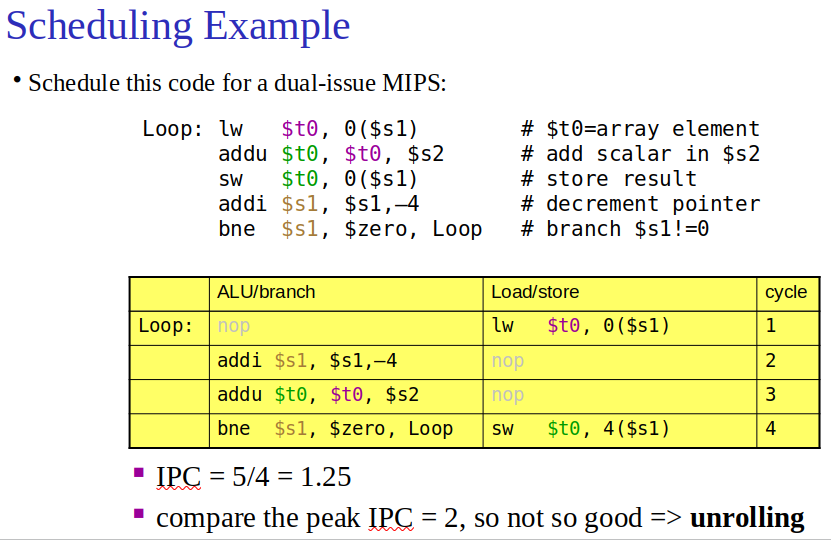 Scheduling Example
• Schedule this code for a dual-issue MIPS:
Loop: lw $t0, 0($s1) # $t0=array element
addu $t0, $t0, $s2 # add scalar in $s2
sw $t0, 0($s1) # store result
addi $s1, $s1,–4 # decrement pointer
bne $s1, $zero, Loop # branch $s1!=0
ALU/branch Load/store cycle
Loop: nop lw $t0, 0($s1) 1
addi $s1, $s1,–4 nop 2
addu $t0, $t0, $s2 nop 3
bne $s1, $zero, Loop sw $t0, 4($s1) 4
▪ IPC = 5/4 = 1.25
▪ compare the peak IPC = 2, so not so good => unrolling